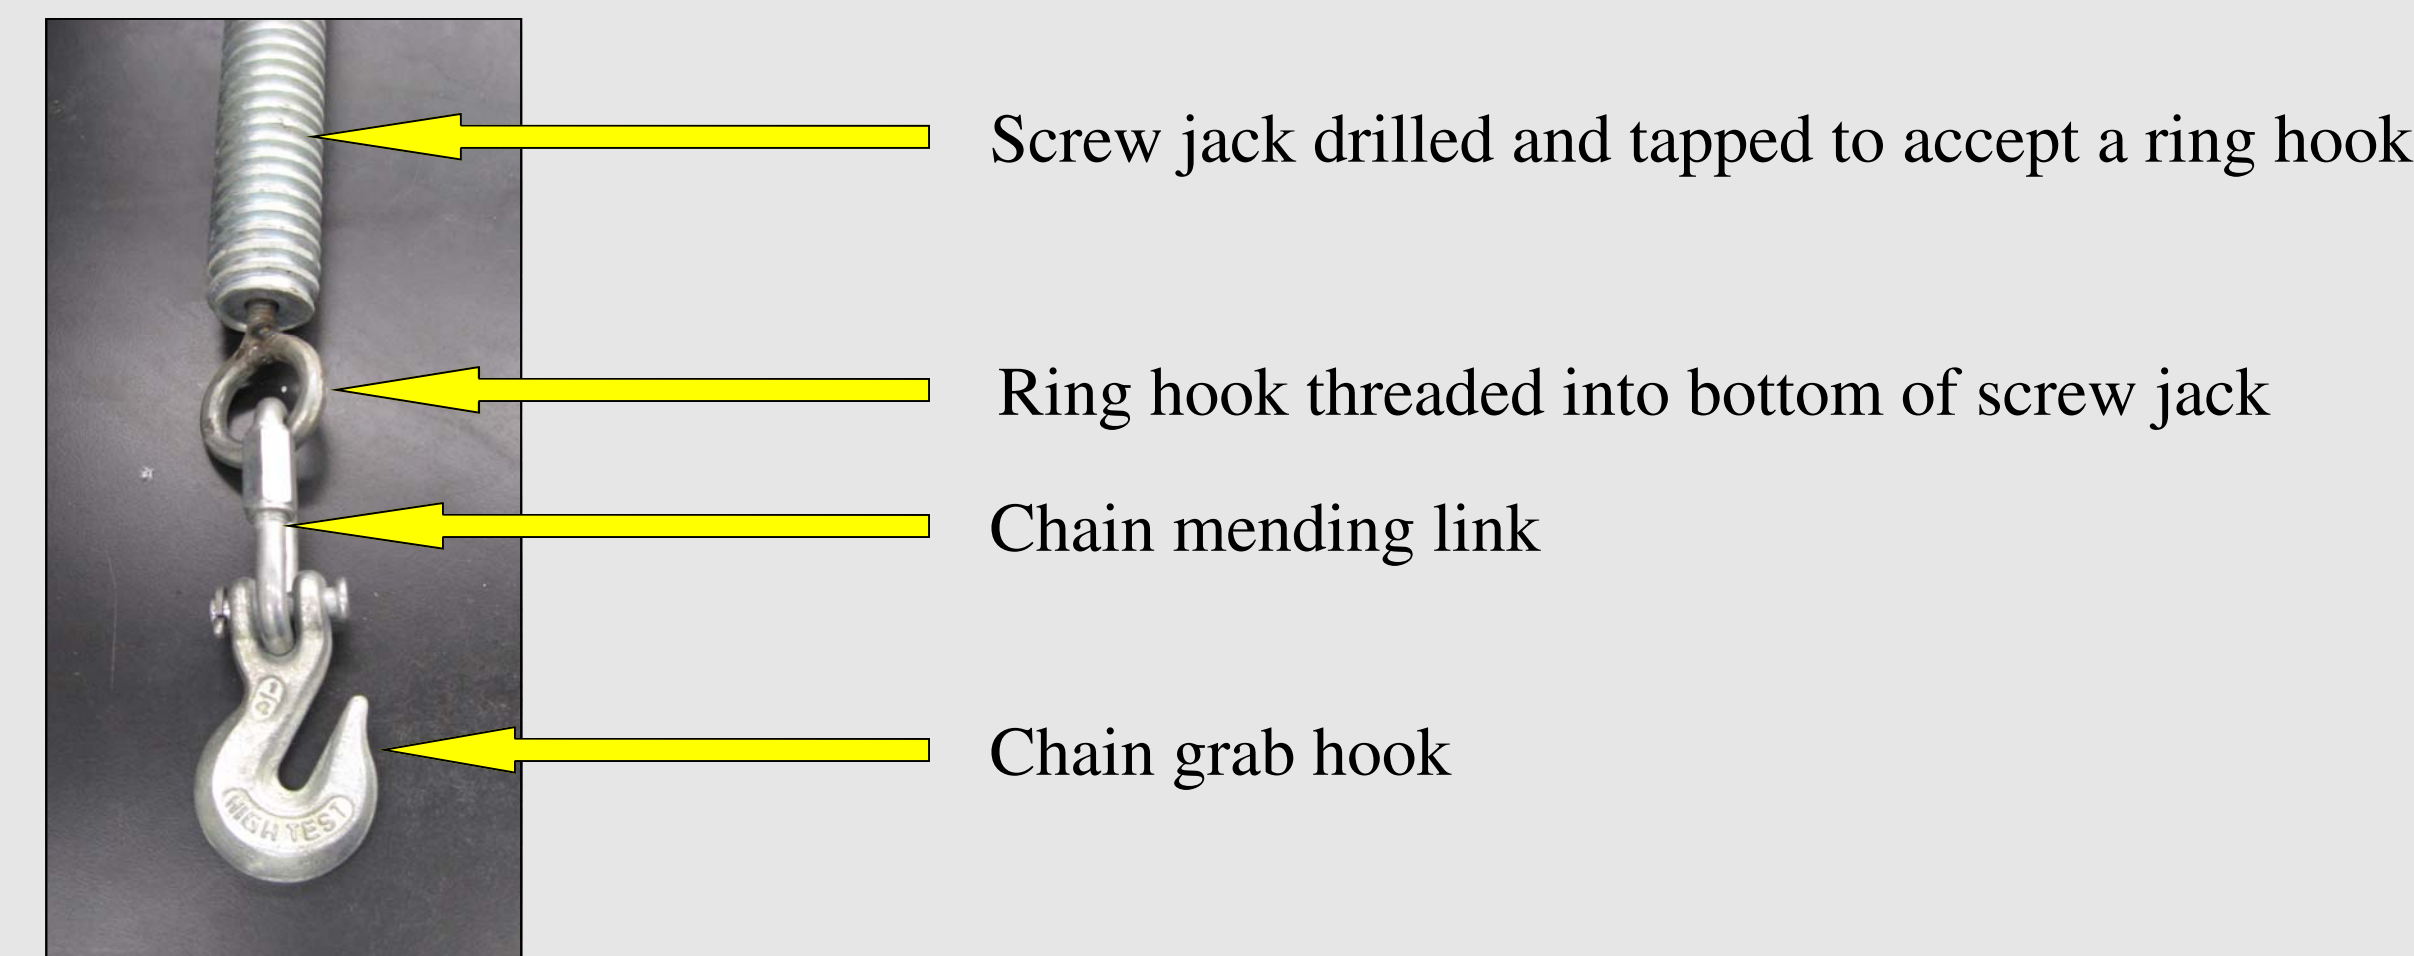 Screw jack drilled and tapped to accept a ring hook
Ring hook threaded into bottom of screw jack
Chain mending link
Chain grab hook
HIGH TEST